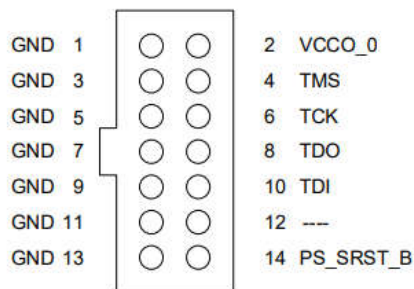 GND 1 2 VCCO_0
GND 3 4 TMS
GND 5 6 TCK
GND 7 8 TDO
GND 9 10 TDI
GND 11 12 ----
GND 13 14 PS_SRST_B